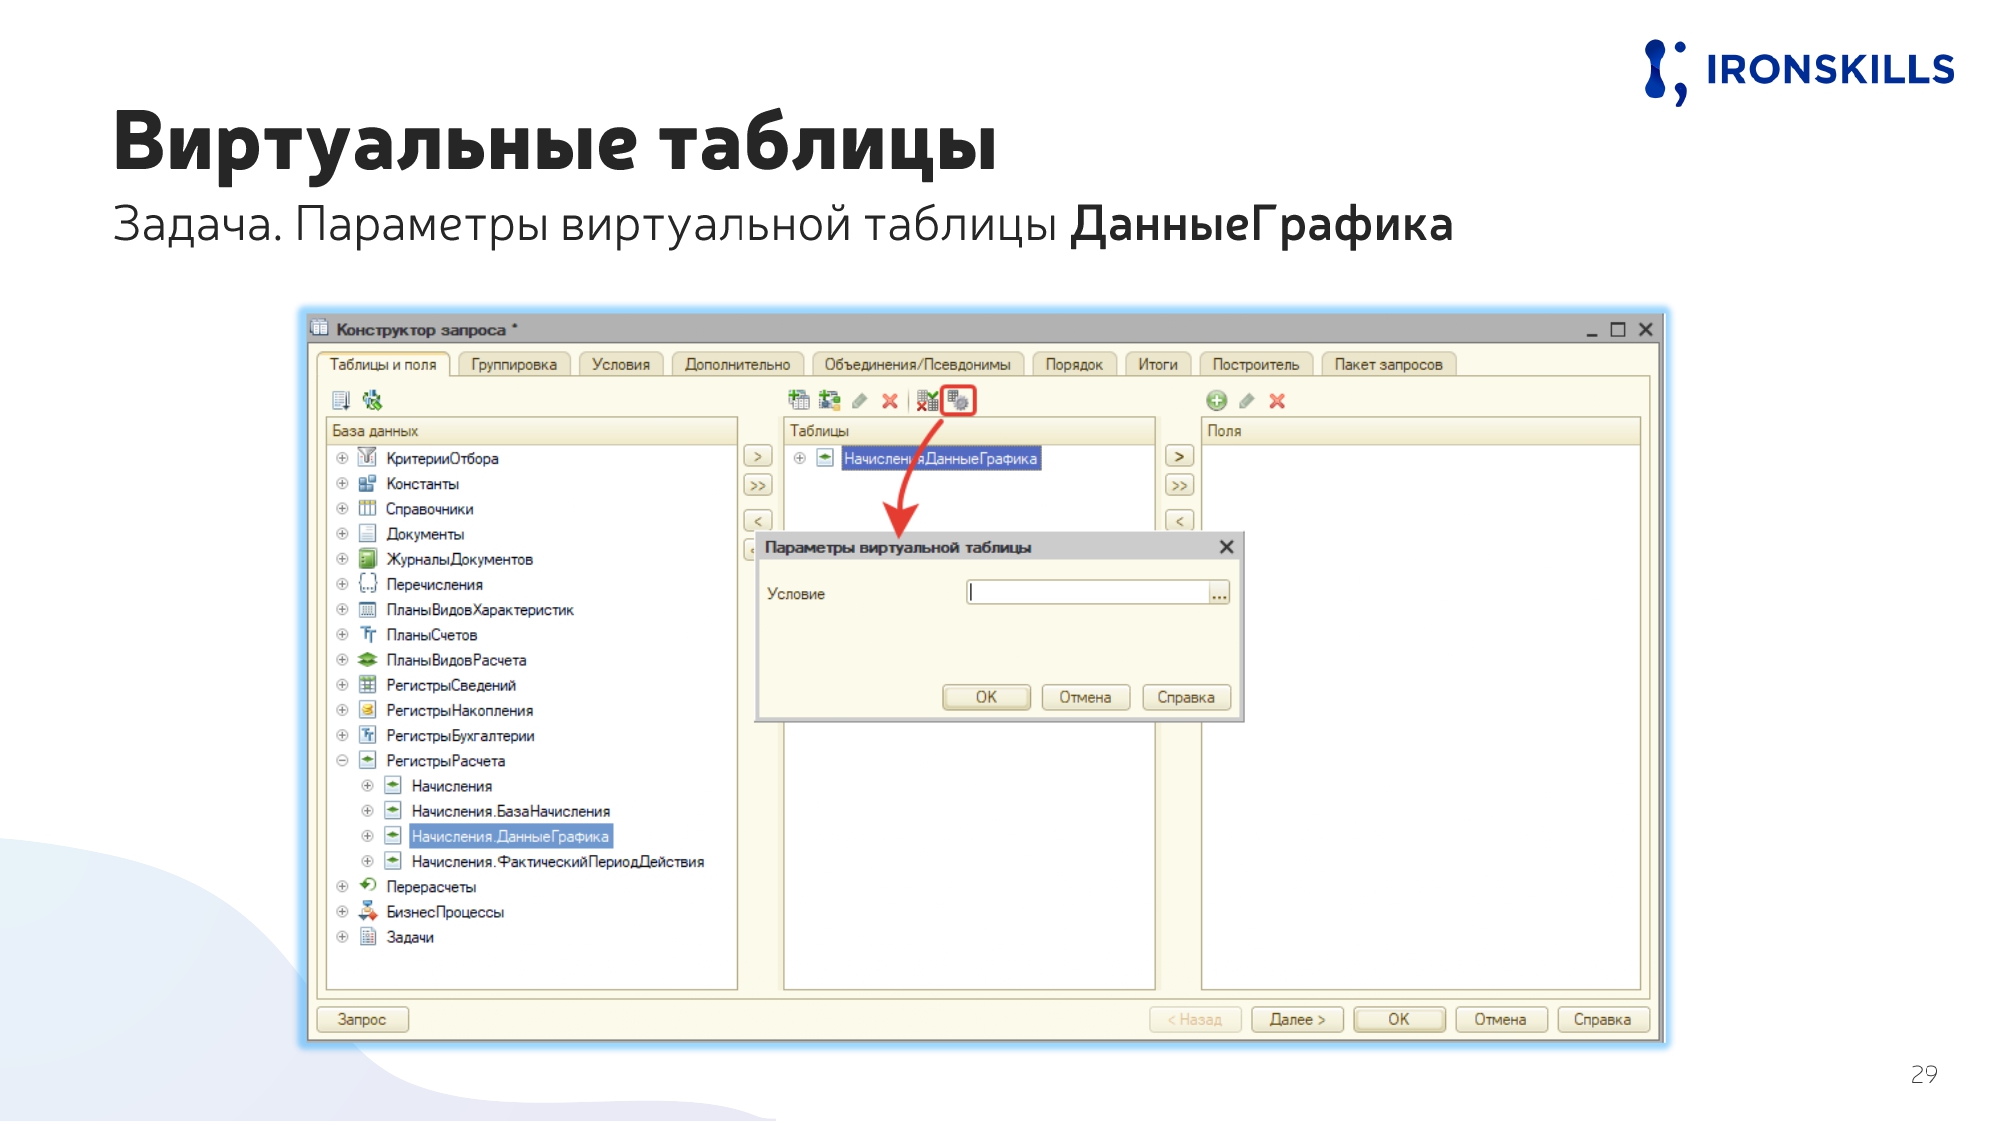 IRONSKILLS
Виртуальные таблицы
Задача. Параметры виртуальной таблицы ДанныеГрафика
Конструктор запроса *
Таблицы и поля
Группировка
Условия
Дополнительно
Объединения/Псевдонимы
Порядок
Итоги
Построитель
Пакет запросов
База данных
КритерииОтбора
Константы
Справочники
Документы
ЖурналыДокументов
Перечисления
ПланыВидовХарактеристик
ПланыСчетов
ПланыВидовРасчета
РегистрыСведений
РегистрыНакопления
РегистрыБухгалтерии
РегистрыРасчета
Начисления
Начисления.БазаНачисления
Начисления.ДанныеГрафика
Начисления.ФактическийПериодДействия
Перерасчеты
БизнесПроцессы
Задачи
>
>>
<
Таблицы
НачисленияДанныеГрафика
>
>>
<
Поля
Параметры виртуальной таблицы
Условие
...
ОК
Отмена
Справка
Запрос
< Назад
Далее >
ОК
Отмена
Справка
29